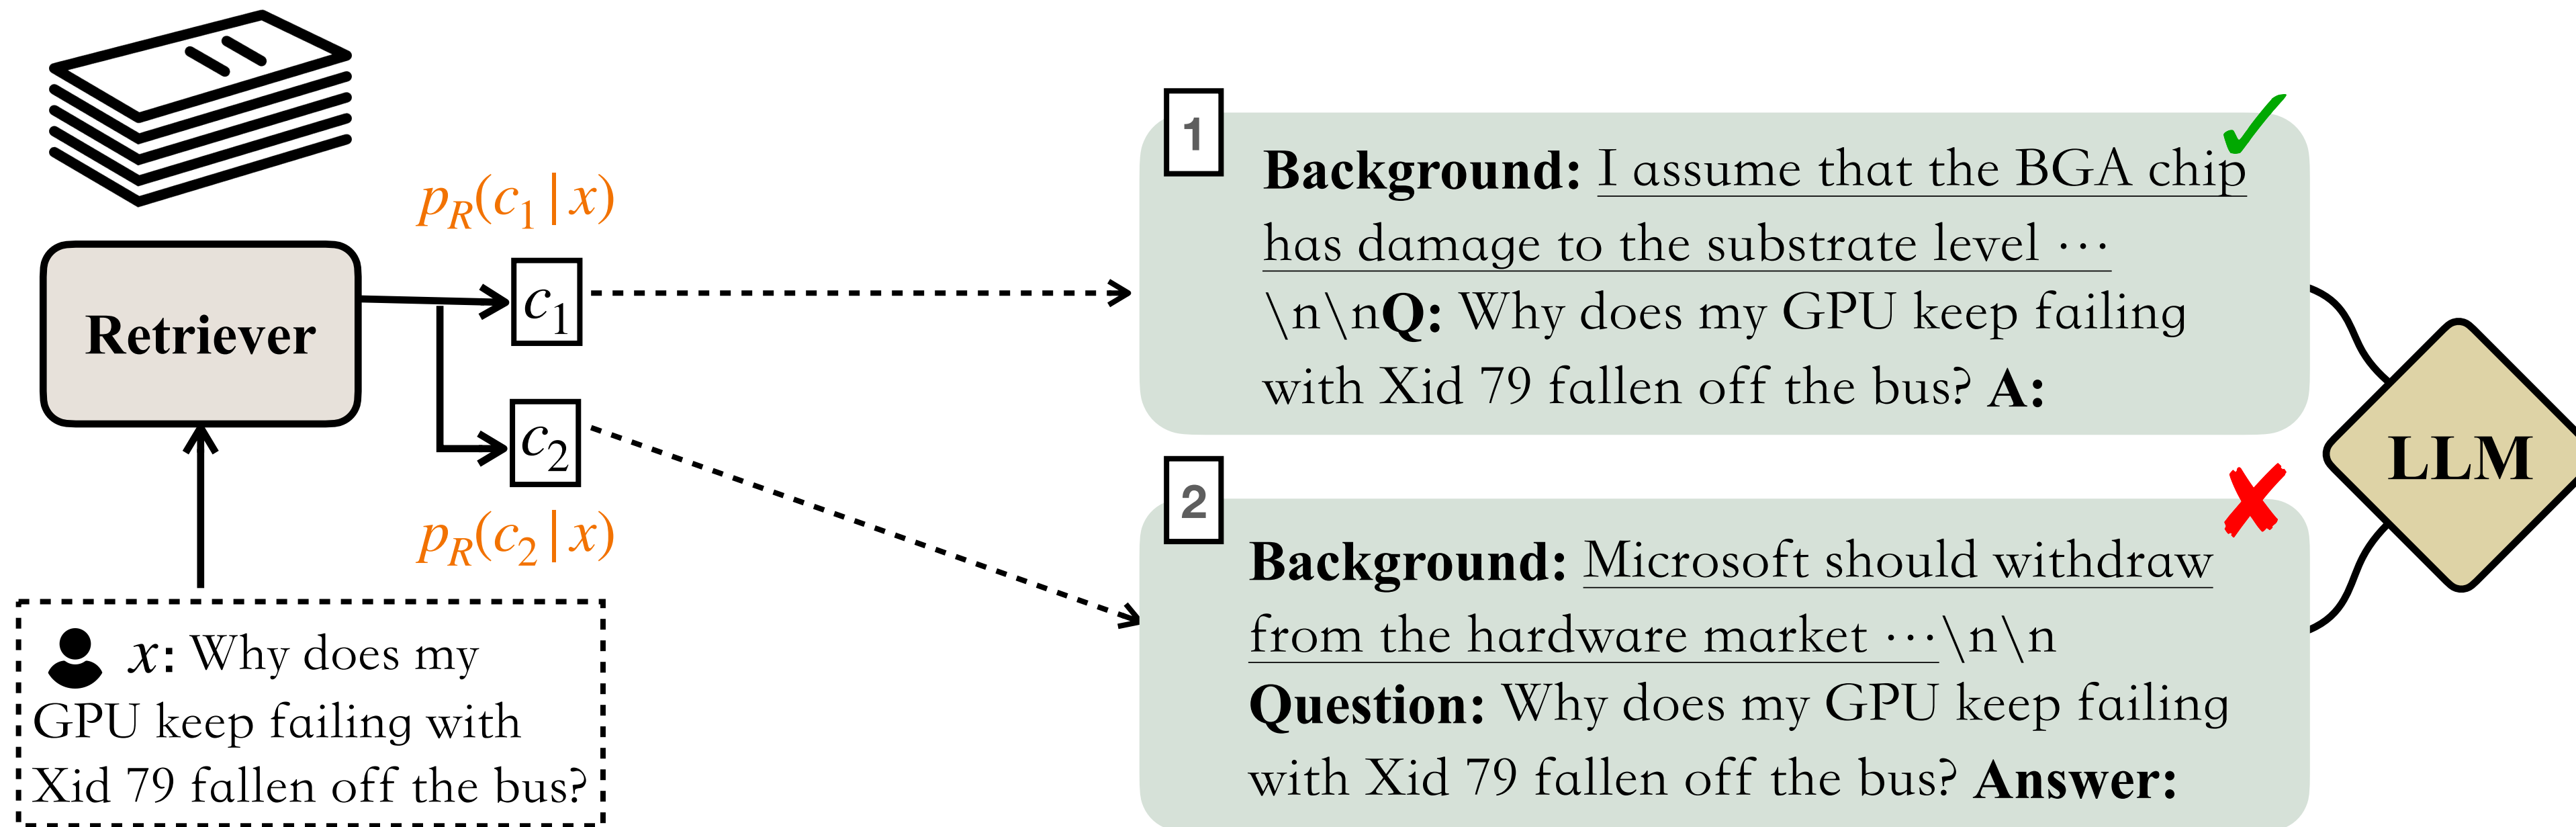 p_R(c_1 | x)
Retriever
c_1
c_2
p_R(c_2 | x)
x: Why does my
GPU keep failing with
Xid 79 fallen off the bus?
1
Background: I assume that the BGA chip
has damage to the substrate level ⋯
\n\nQ: Why does my GPU keep failing
with Xid 79 fallen off the bus? A:
2
Background: Microsoft should withdraw
from the hardware market ⋯\n\n
Question: Why does my GPU keep failing
with Xid 79 fallen off the bus? Answer:
LLM